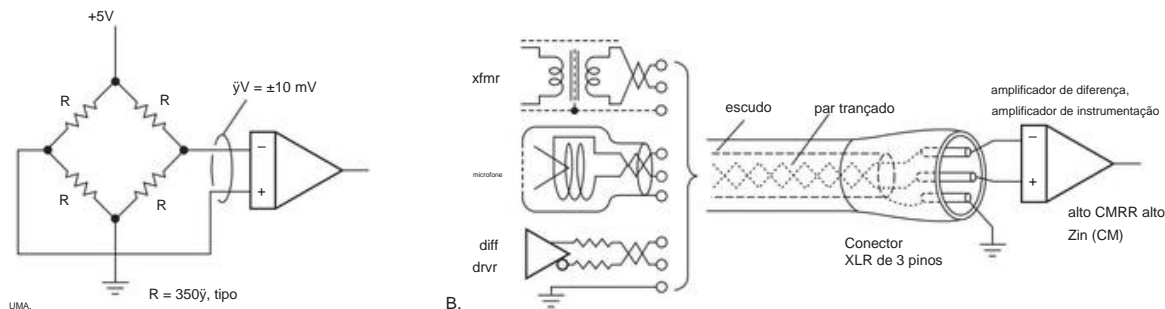 +5V
R
R
R
R
ÿV = ±10 mV
−
+
R = 350ÿ, tipo
UMA.
xfmr
microfone
diff
drvr
B.
escudo
par trançado
Conector
XLR de 3 pinos
amplificador de diferença,
amplificador de instrumentação
−
+
alto CMRR alto
Zin (CM)